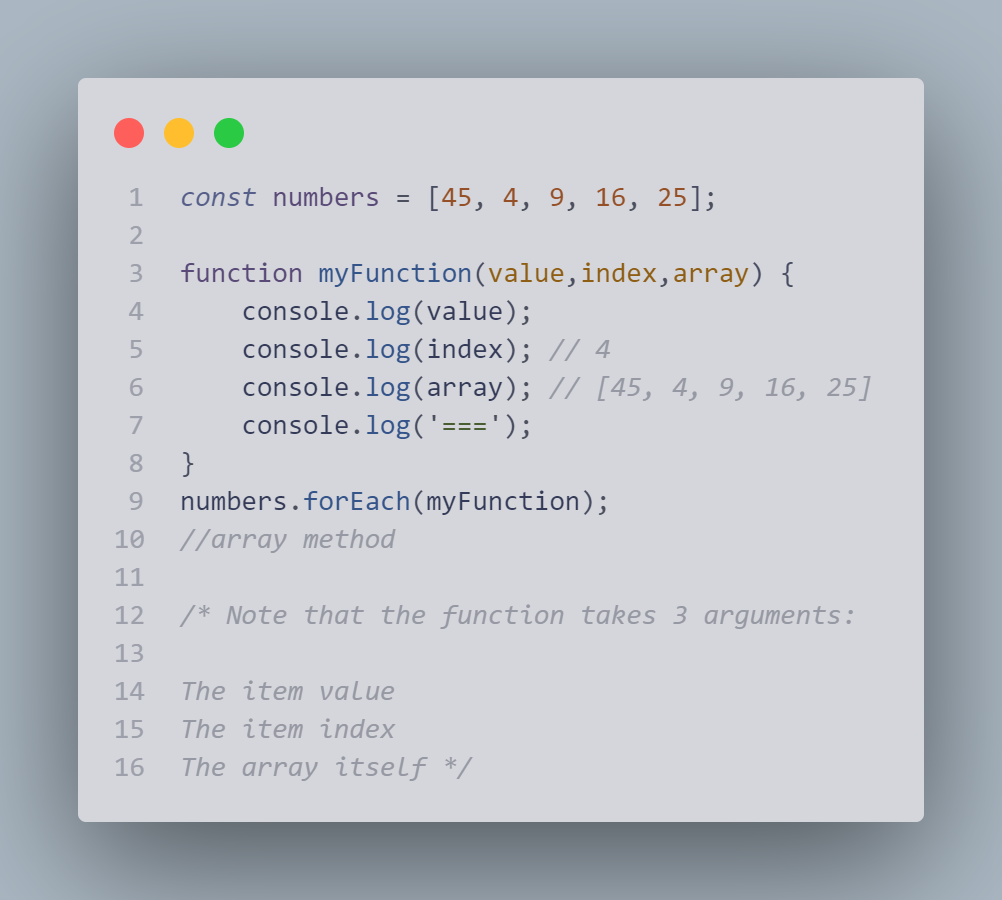 1 const numbers = [45, 4, 9, 16, 25];
2
3 function myFunction(value,index,array) {
4     console.log(value);
5     console.log(index); // 4
6     console.log(array); // [45, 4, 9, 16, 25]
7     console.log('===');
8 }
9 numbers.forEach(myFunction);
10 //array method
11
12 /* Note that the function takes 3 arguments:
13
14 The item value
15 The item index
16 The array itself */